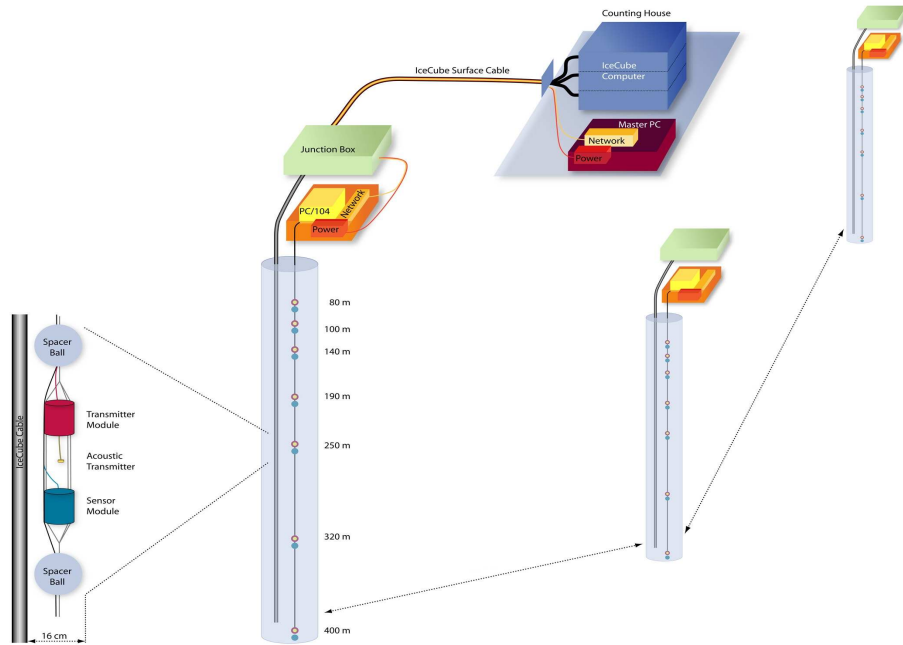 Counting House
IceCube
Computer
IceCube Surface Cable
Master PC
Network
Power
Junction Box
PC/104
Network
Power
80 m
100 m
140 m
190 m
250 m
320 m
400 m
IceCube Cable
Spacer
Ball
Transmitter
Module
Acoustic
Transmitter
Sensor
Module
Spacer
Ball
16 cm